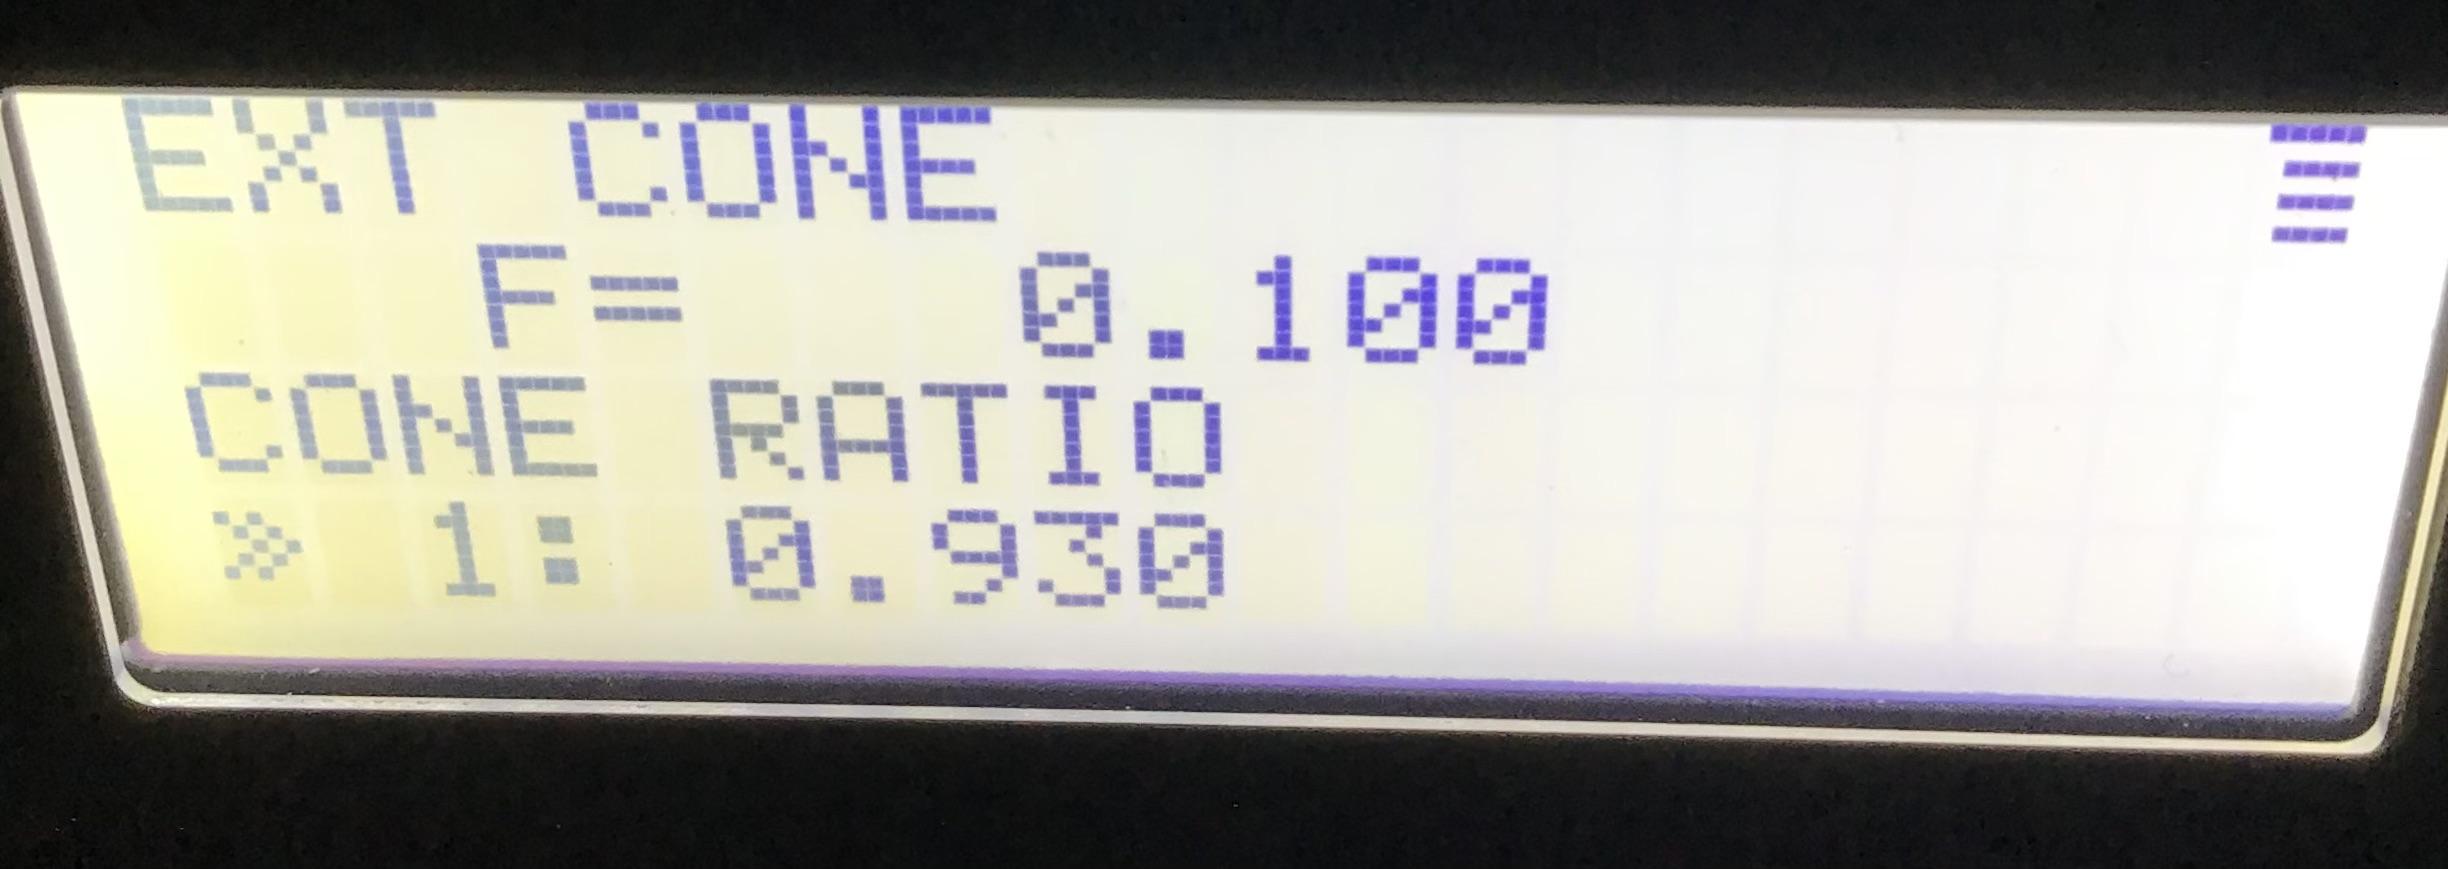 EXT CONE
F= 0.100
CONE RATIO
» 1: 0.930